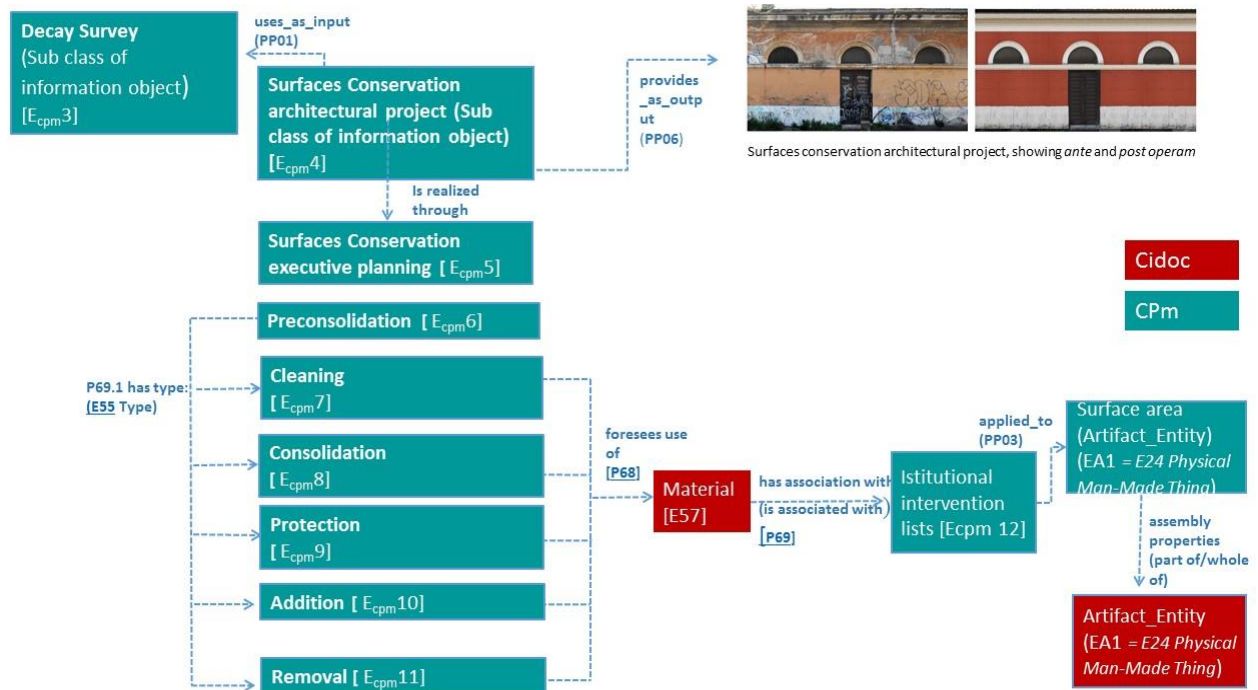 Decay Survey
(Sub class of
information object)
[Ecpm3]
uses_as_input
(PP01)
Surfaces Conservation
architectural project (Sub
class of information object)
[Ecpm4]
provides
_as_outp
ut
(PP06)
Surfaces conservation architectural project, showing ante and post operam
Is realized
through
Surfaces Conservation
executive planning [ Ecpm5]
Cidoc
CPm
Preconsolidation [ Ecpm6]
P69.1 has type:
(E55 Type)
Cleaning
[ Ecpm7]
Consolidation
[ Ecpm8]
Protection
[ Ecpm9]
Addition [ Ecpm10]
Removal [ Ecpm11]
foresees use
of
[P68]
Material
[E57]
has association with
(is associated with)
[P69]
Istitutional
intervention
lists [Ecpm 12]
applied_to
(PP03)
Surface area
(Artifact_Entity)
(EA1 = E24 Physical
Man-Made Thing)
assembly
properties
(part of/whole
of)
Artifact_Entity
(EA1 = E24 Physical
Man-Made Thing)